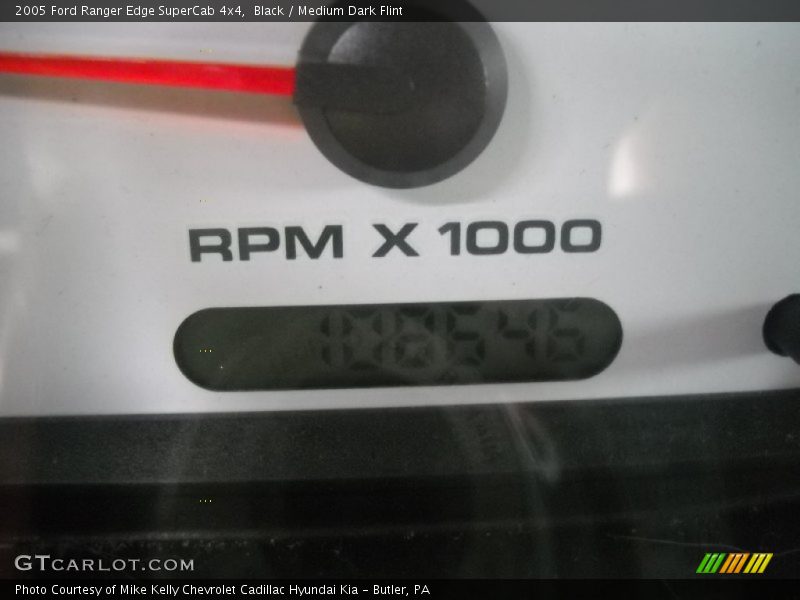 2005 Ford Ranger Edge SuperCab 4x4,  Black / Medium Dark Flint
RPM X 1000
GTCARLOT.COM
Photo Courtesy of Mike Kelly Chevrolet Cadillac Hyundai Kia - Butler, PA